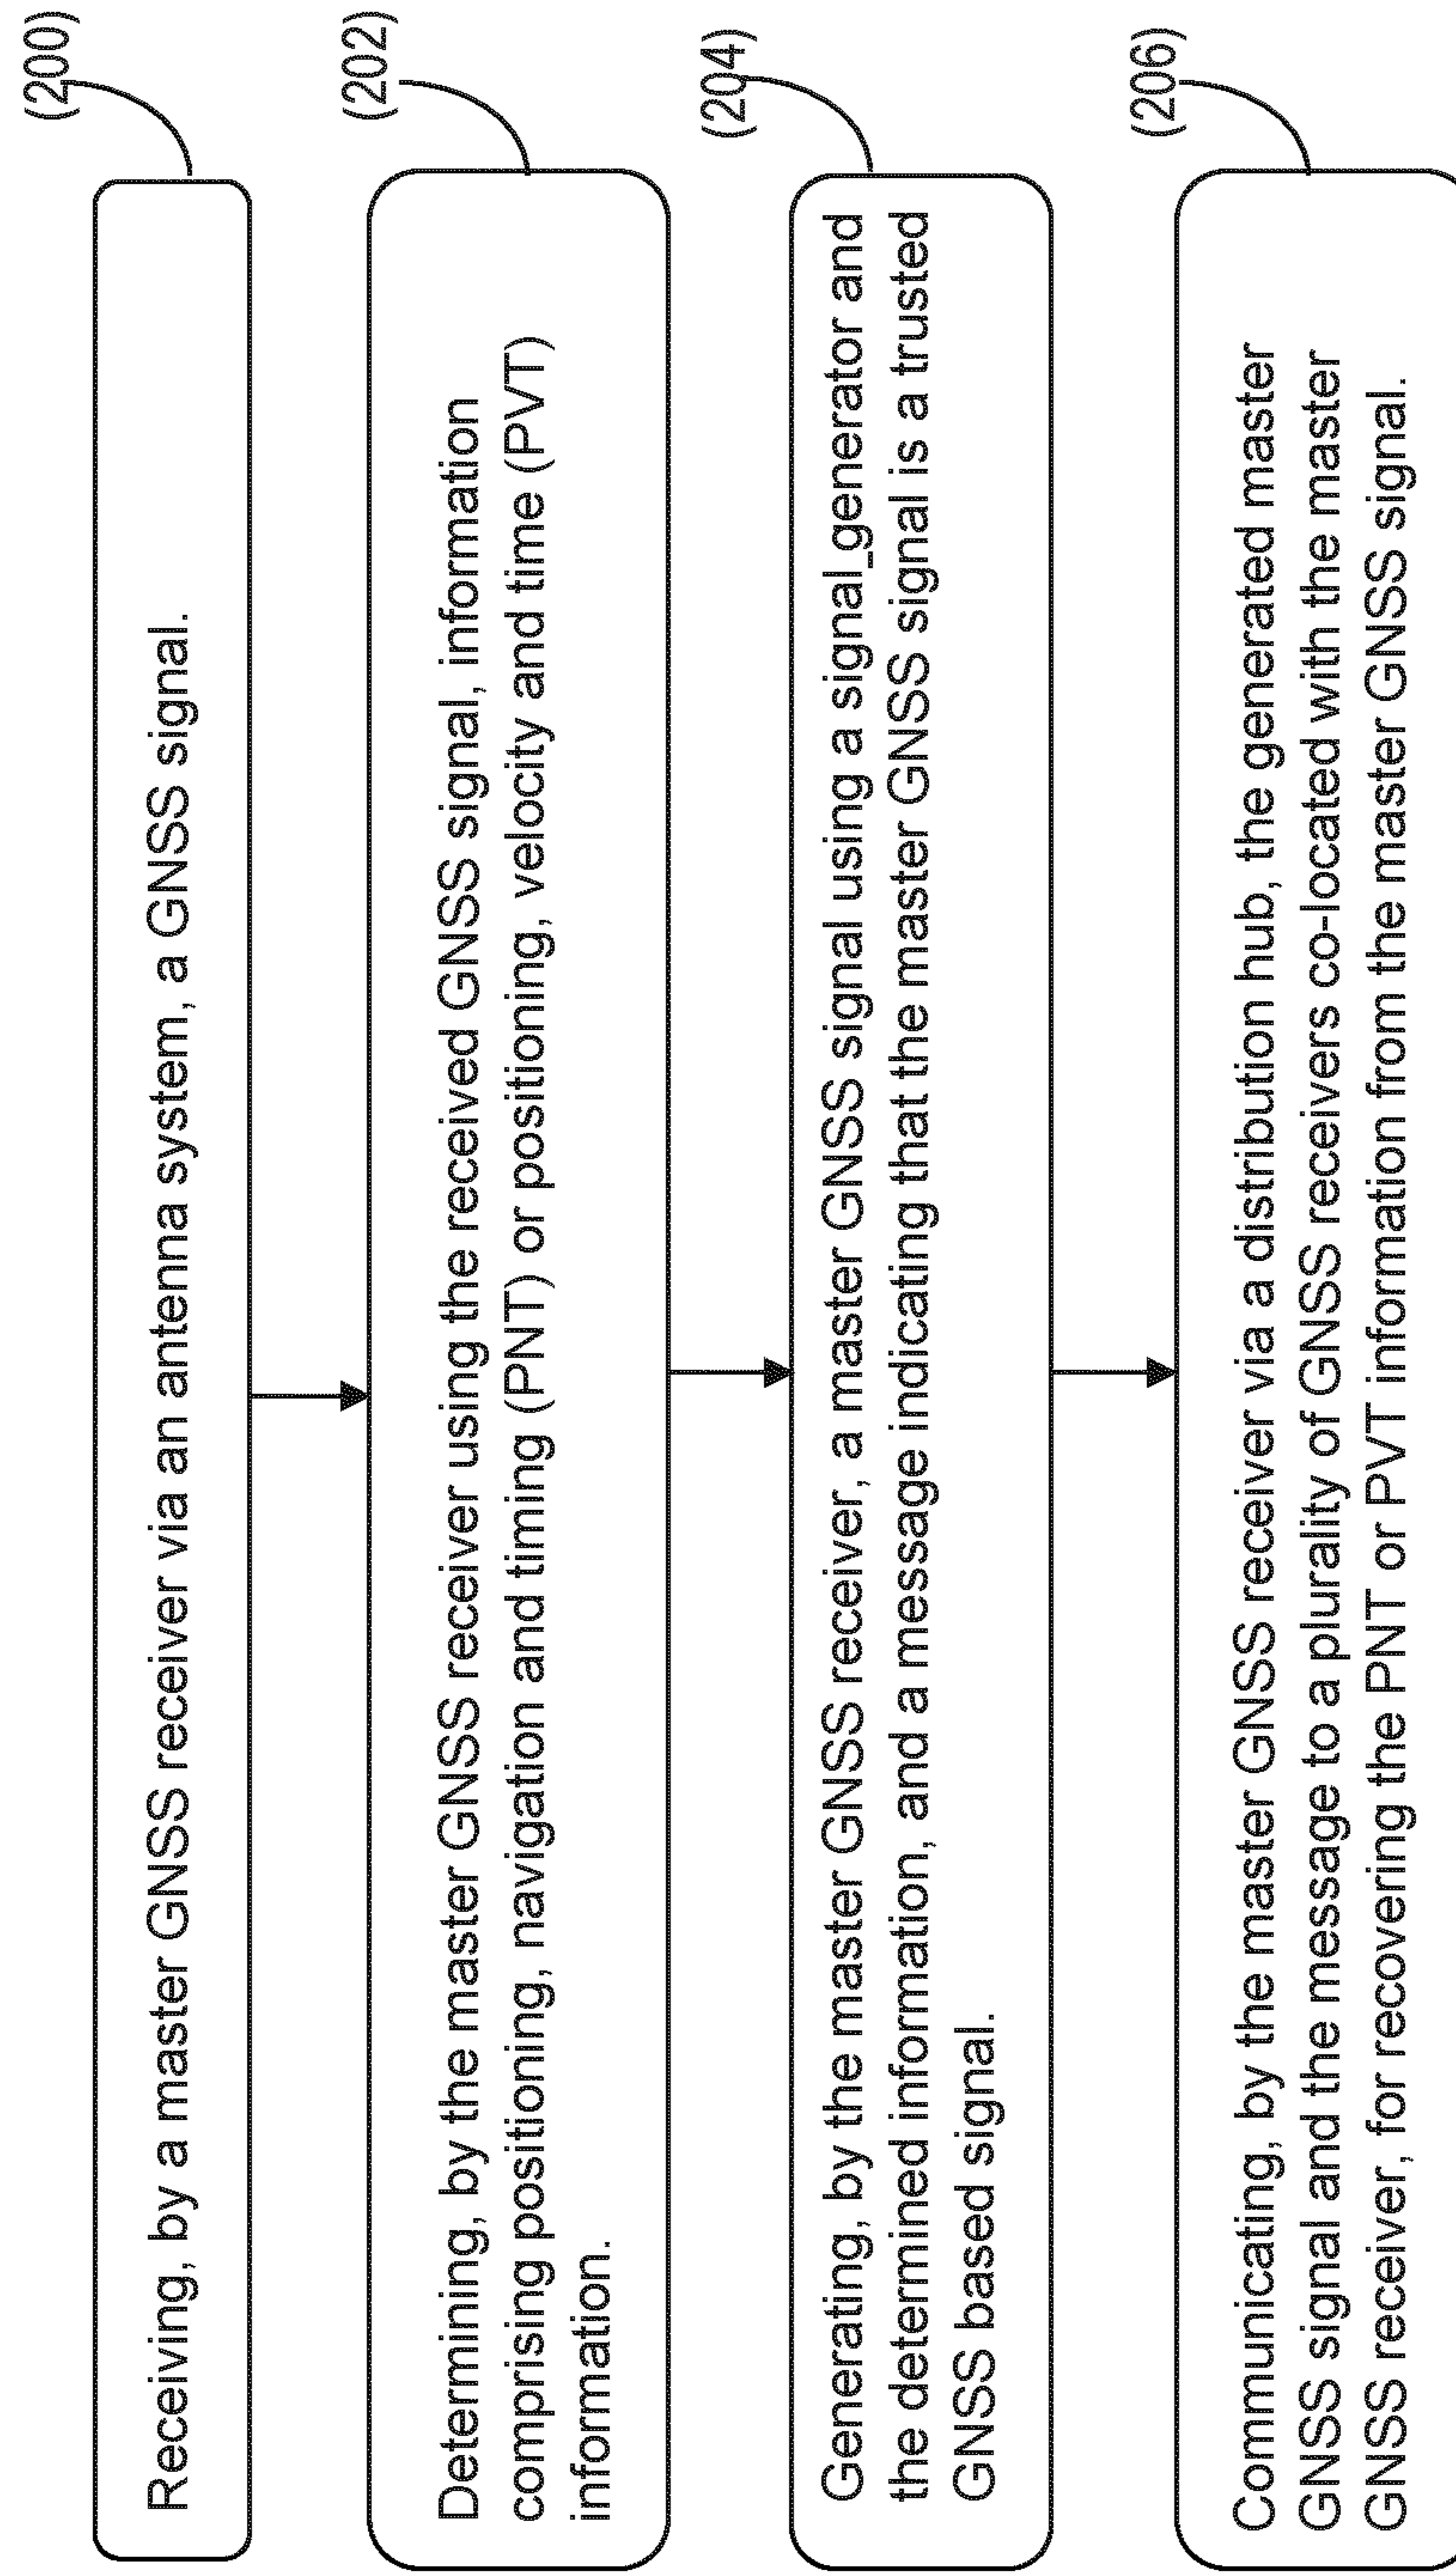 (200)
Receiving, by a master GNSS receiver via an antenna system, a GNSS signal.
(202)
Determining, by the master GNSS receiver using the received GNSS signal, information
comprising positioning, navigation and timing (PNT) or positioning, velocity and time (PVT)
information.
(204)
Generating, by the master GNSS receiver, a master GNSS signal using a signal_generator and
the determined information, and a message indicating that the master GNSS signal is a trusted
GNSS based signal.
(206)
Communicating, by the master GNSS receiver via a distribution hub, the generated master
GNSS signal and the message to a plurality of GNSS receivers co-located with the master
GNSS receiver, for recovering the PNT or PVT information from the master GNSS signal.